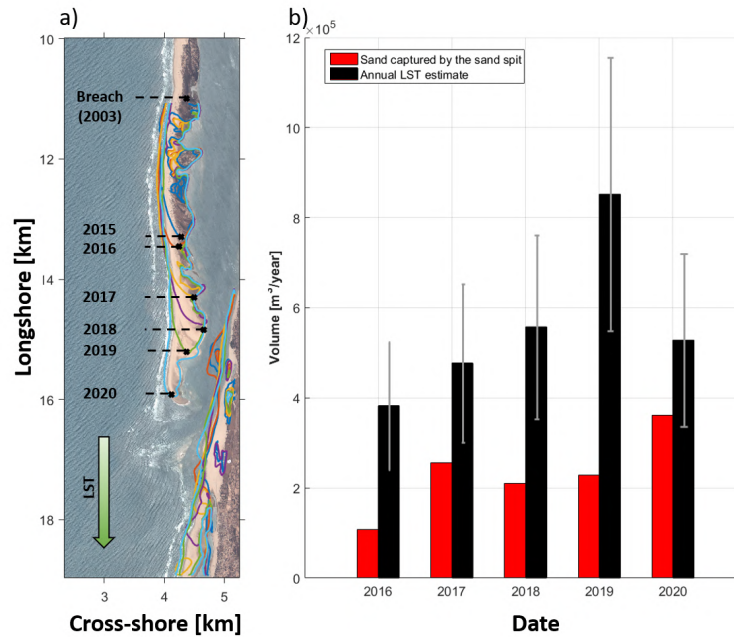 a)
10
12
14
16
18
Longshore [km]
Breach
(2003)
2015
2016
2017
2018
2019
2020
LST
3
4
5
Cross-shore [km]
b)
×10⁵
12
10
8
6
4
2
0
Volume [m³/year]
Sand captured by the sand spit
Annual LST estimate
2016
2017
2018
2019
2020
Date